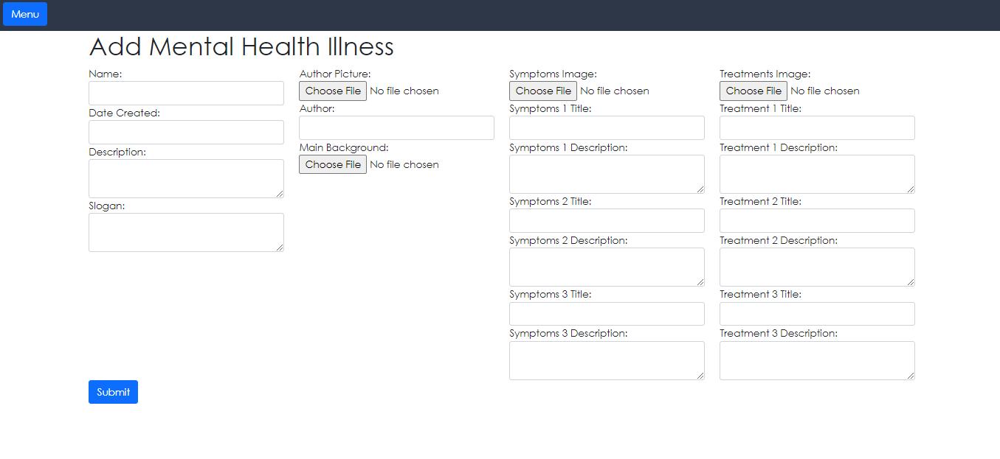 Menu
Add Mental Health Illness
Name:
Date Created:
Description:
Slogan:
Author Picture:
Choose File No file chosen
Author:
Main Background:
Choose File No file chosen
Symptoms Image:
Choose File No file chosen
Symptoms 1 Title:
Symptoms 1 Description:
Symptoms 2 Title:
Symptoms 2 Description:
Symptoms 3 Title:
Symptoms 3 Description:
Treatments Image:
Choose File No file chosen
Treatment 1 Title:
Treatment 1 Description:
Treatment 2 Title:
Treatment 2 Description:
Treatment 3 Title:
Treatment 3 Description:
Submit